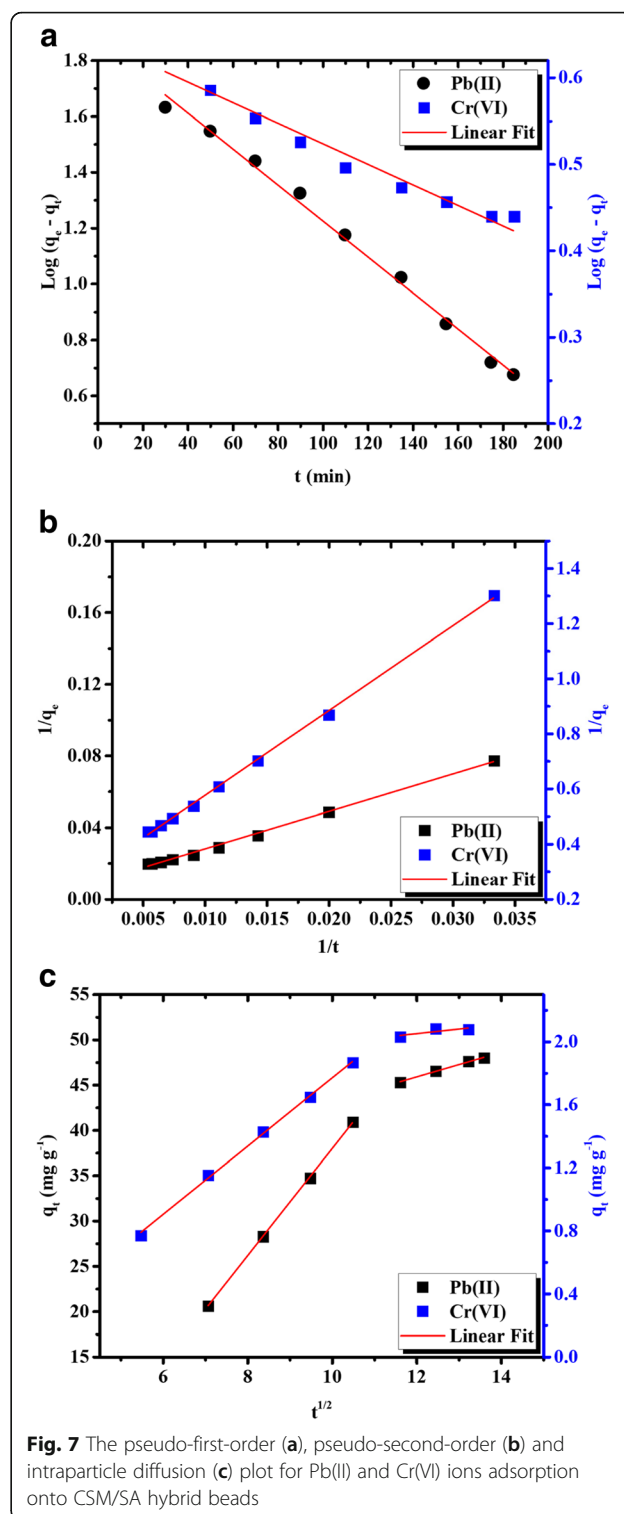 a
1.8
1.6
1.4
1.2
1.0
0.8
0.6
Log (qe - qt)
0.6
0.5
0.4
0.3
0.2
Log (qe - qt)
Pb(II)
Cr(VI)
Linear Fit
0 20 40 60 80 100 120 140 160 180 200
t (min)
b
0.20
0.16
0.12
0.08
0.04
0.00
1/qe
1.4
1.3
1.2
1.0
0.8
0.7
0.6
0.4
0.3
0.2
1/qe
Pb(II)
Cr(VI)
Linear Fit
0.005 0.010 0.015 0.020 0.025 0.030 0.035
1/t
c
55
50
45
40
35
30
25
20
15
qt (mg g-1)
2.0
1.6
1.2
0.8
0.4
0.0
qt (mg g-1)
Pb(II)
Cr(VI)
Linear Fit
6 8 10 12 14
t1/2
Fig. 7 The pseudo-first-order (a), pseudo-second-order (b) and
intraparticle diffusion (c) plot for Pb(II) and Cr(VI) ions adsorption
onto CSM/SA hybrid beads